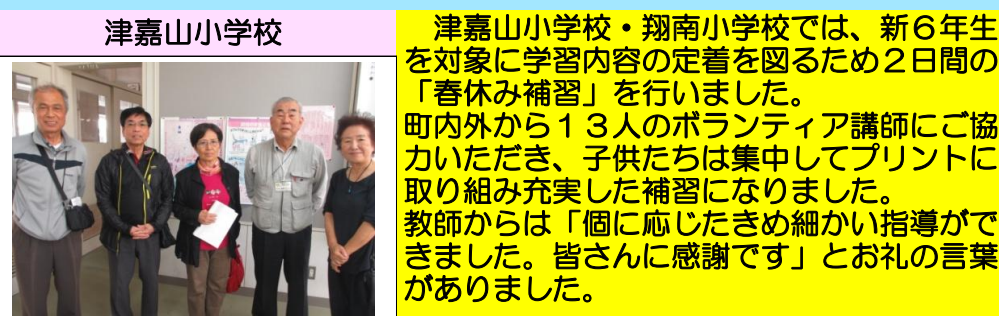 津嘉山小学校
　津嘉山小学校・翔南小学校では、新６年生
を対象に学習内容の定着を図るため２日間の
「春休み補習」を行いました。
町内外から１３人のボランティア講師にご協
力いただき、子供たちは集中してプリントに
取り組み充実した補習になりました。
教師からは「個に応じたきめ細かい指導がで
きました。皆さんに感謝です」とお礼の言葉
がありました。